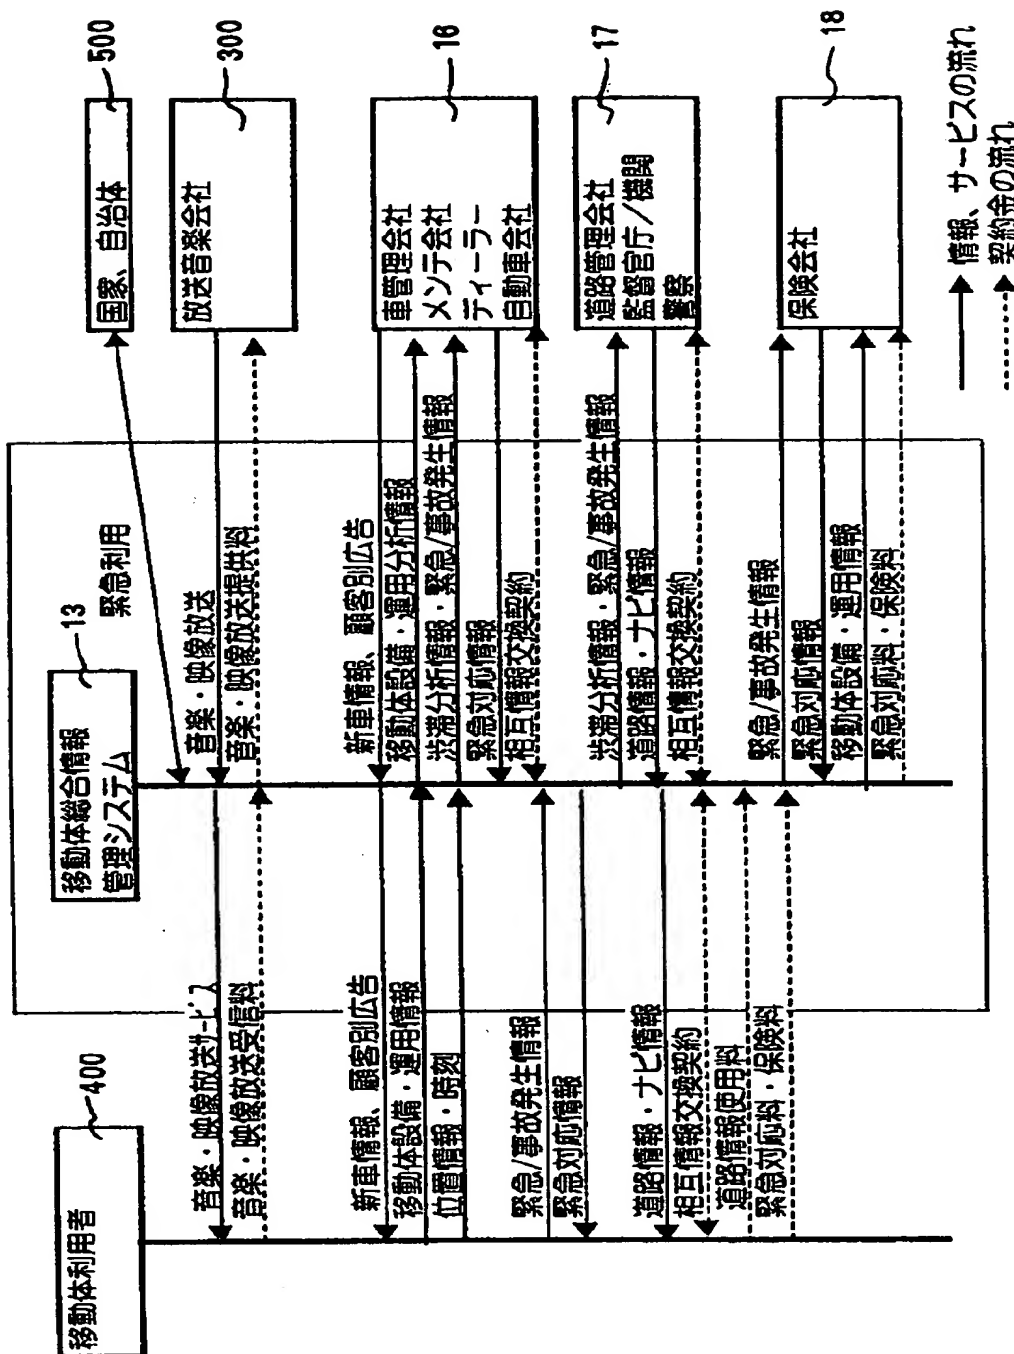 移動体利用者
400
移動体総合情報
管理システム
13
国家、自治体
500
緊急利用
放送音楽会社
300
音楽・映像放送サービス
音楽・映像放送受信料
音楽・映像放送
音楽・映像放送提供料
車管理会社
メンテ会社
ディーラー
自動車会社
16
新車情報、顧客別広告
移動体設備・運用情報
位置情報・時刻
緊急/事故発生情報
緊急対応情報
新車情報、顧客別広告
移動体設備・運用分析情報
渋滞分析情報・緊急/事故発生情報
緊急対応情報
相互情報交換契約
道路管理会社
監督官庁/機関
警察
17
道路情報・ナビ情報
相互情報交換契約
道路情報使用料
緊急対応料・保険料
渋滞分析情報・緊急/事故発生情報
道路情報・ナビ情報
相互情報交換契約
保険会社
18
緊急/事故発生情報
緊急対応情報
移動体設備・運用情報
緊急対応料・保険料
情報、サービスの流れ
契約金の流れ